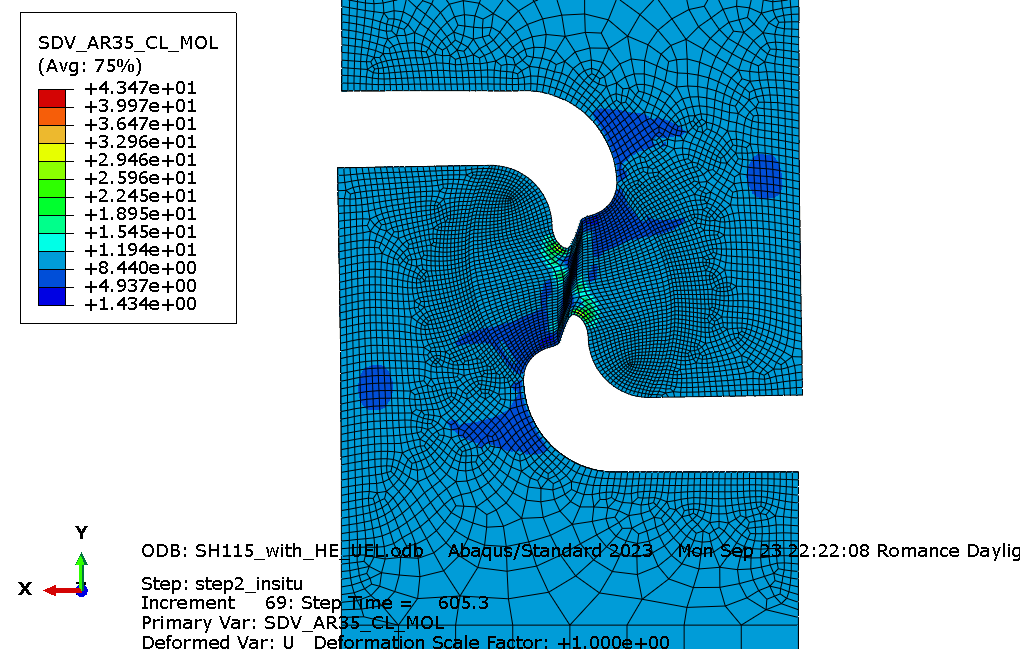 SDV_AR35_CL_MOL
(Avg: 75%)
+4.347e+01
+3.997e+01
+3.647e+01
+3.296e+01
+2.946e+01
+2.596e+01
+2.245e+01
+1.895e+01
+1.545e+01
+1.194e+01
+8.440e+00
+4.937e+00
+1.434e+00
Y
X
ODB: SH115_with_HE_UEL.odb Abaqus/Standard 2023 Mon Sep 23 22:22:08 Romance Daylig
Step: step2_insitu
Increment 69: Step Time = 605.3
Primary Var: SDV_AR35_CL_MOL
Deformed Var: U Deformation Scale Factor: +1.000e+00